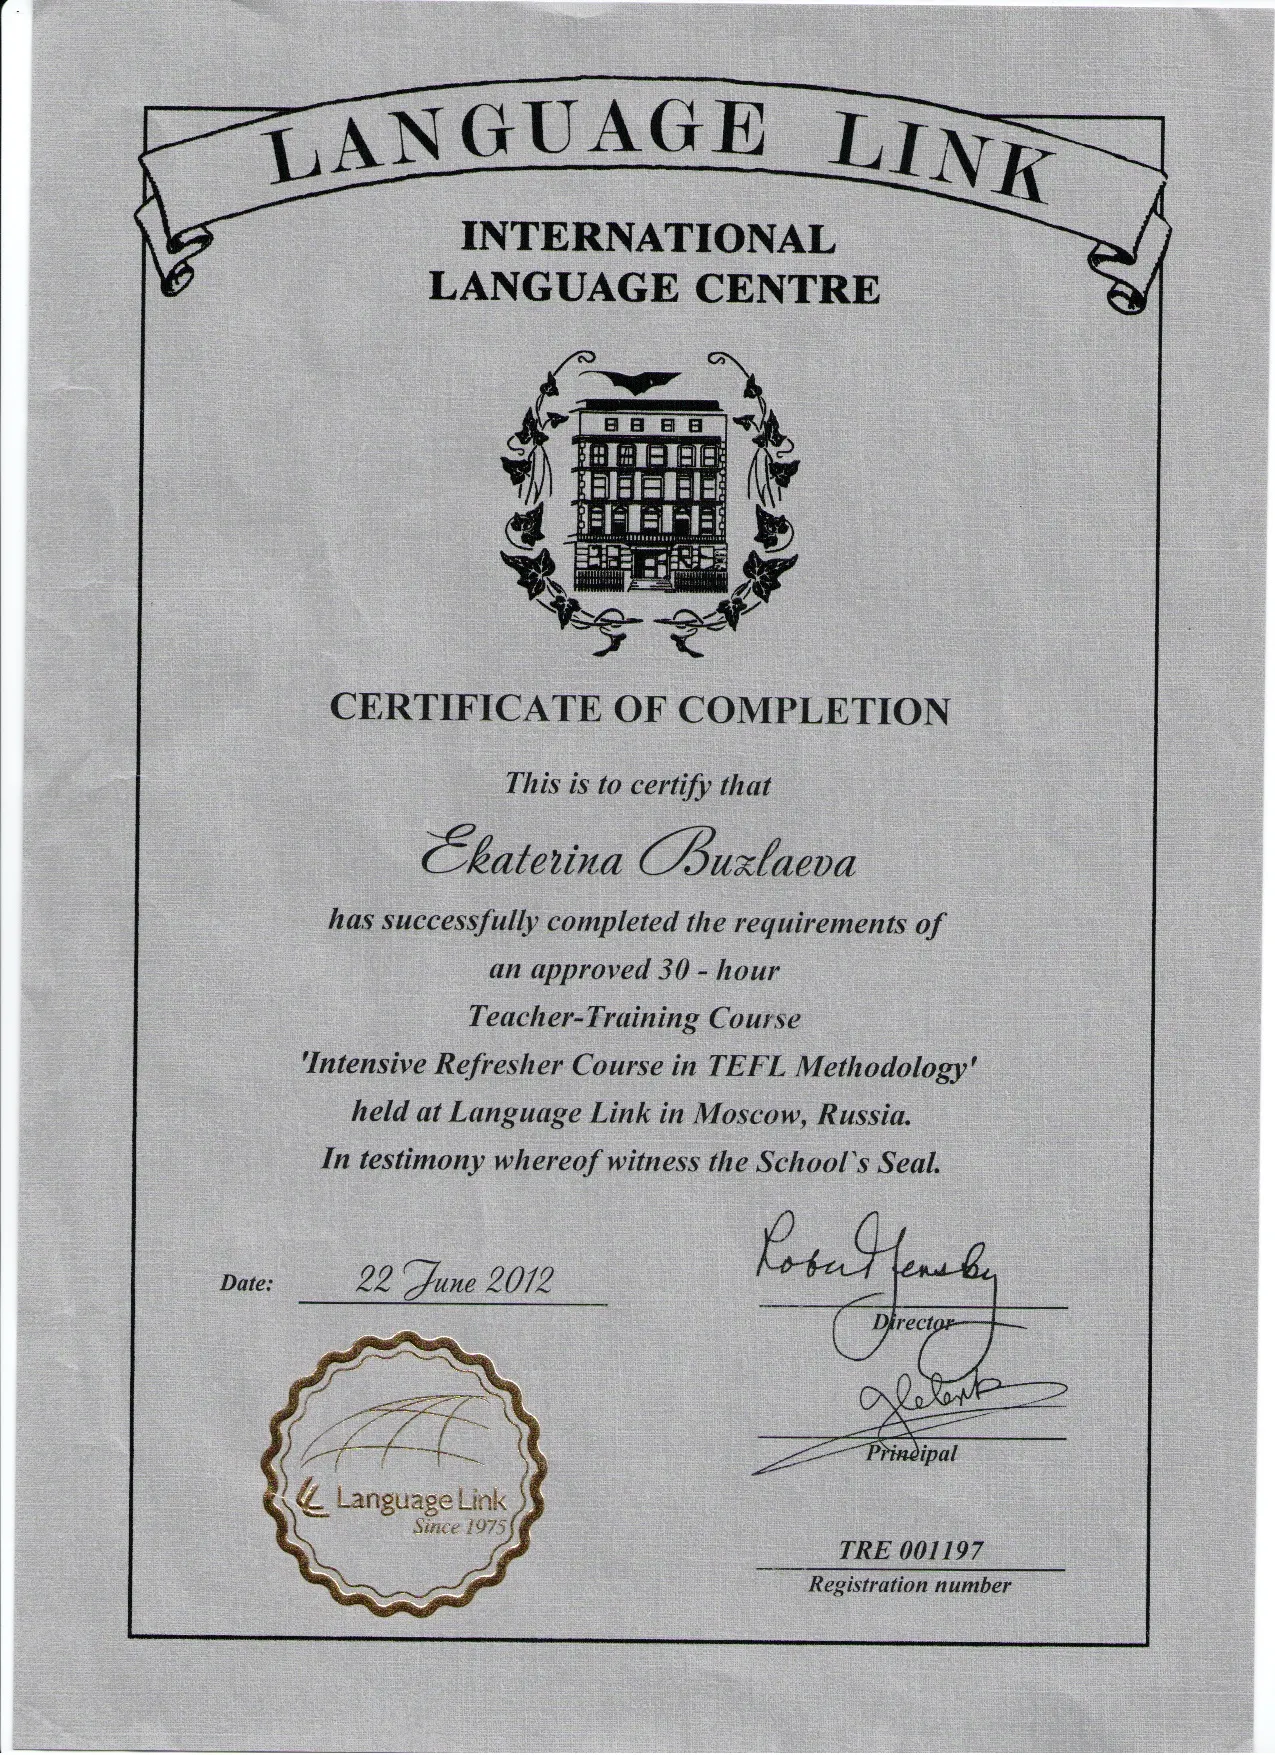 LANGUAGE LINK
INTERNATIONAL
LANGUAGE CENTRE
CERTIFICATE OF COMPLETION
This is to certify that
Ekaterina Buzlaeva
has successfully completed the requirements of
an approved 30 - hour
Teacher-Training Course
'Intensive Refresher Course in TEFL Methodology'
held at Language Link in Moscow, Russia.
In testimony whereof witness the School`s Seal.
Date: 22 June 2012
Director
Principal
LL Language Link
Since 1975
TRE 001197
Registration number